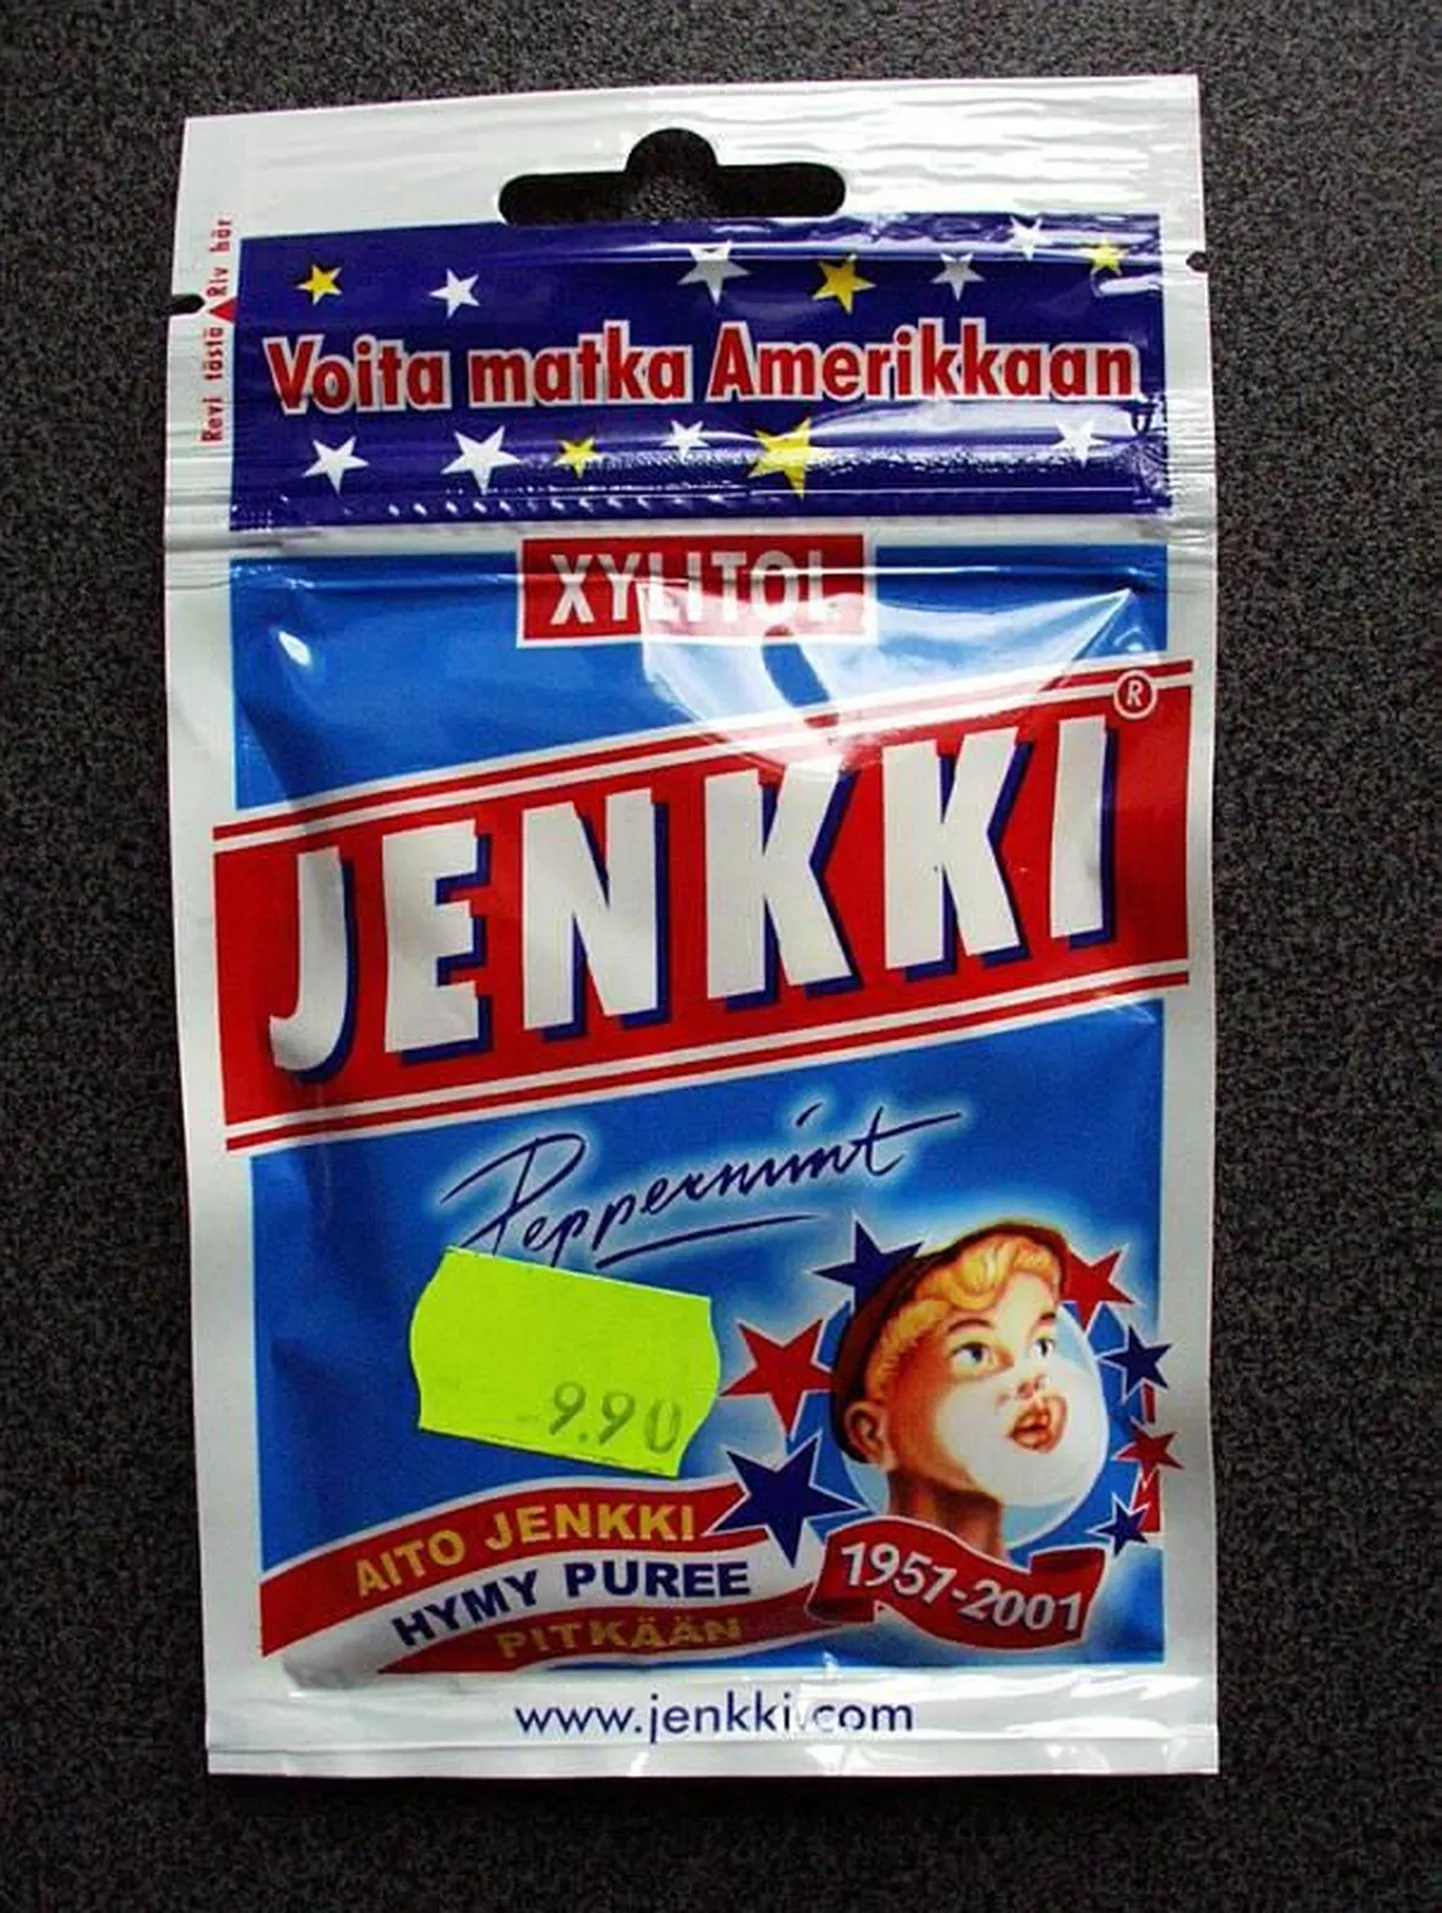 Revi tästä Riv här
Voita matka Amerikkaan
XYLITOL
JENKKI®
Peppermint
9.90
AITO JENKKI
HYMY PUREE
PITKÄÄN
1957-2001
www.jenkki.com